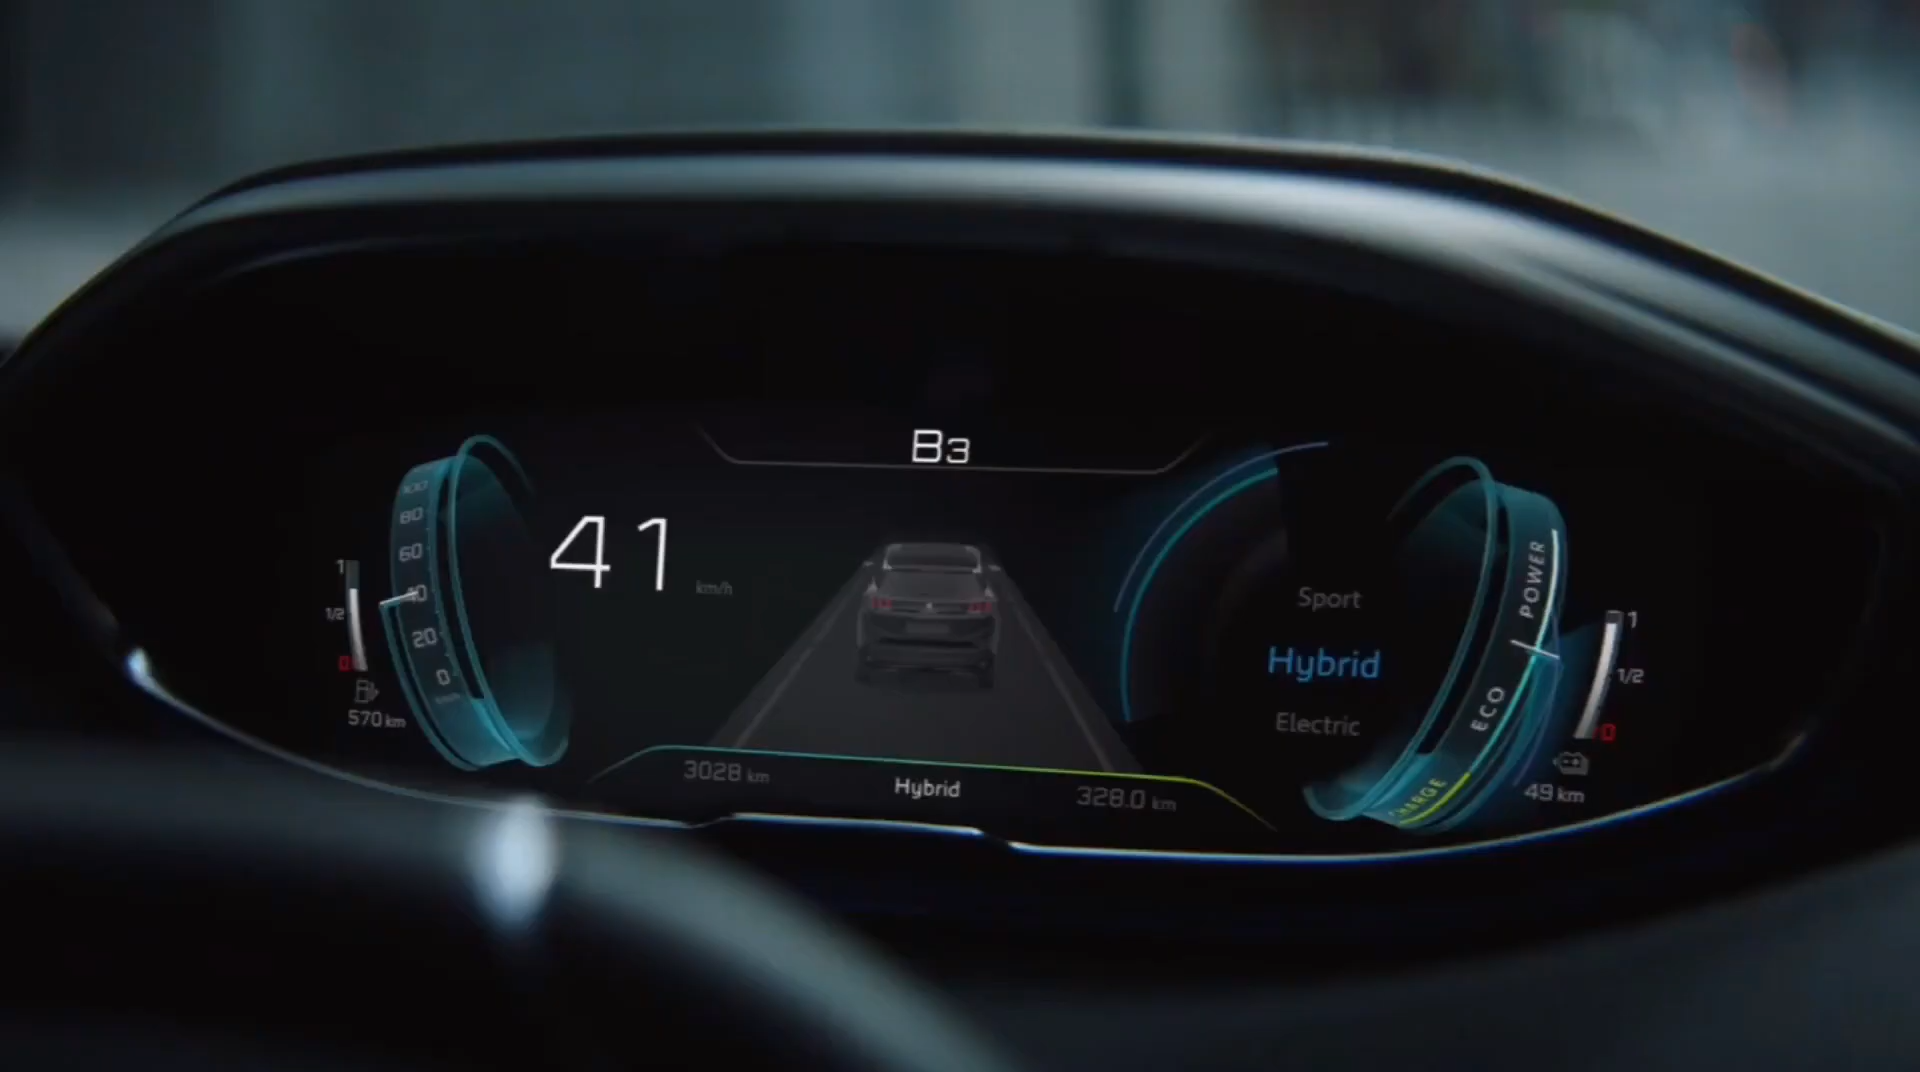 B3
41 km/h
100
80
60
40
20
0
1
1/2
0
570 km
Sport
Hybrid
Electric
POWER
ECO
CHARGE
1
1/2
0
49 km
3028 km
Hybrid
328.0 km